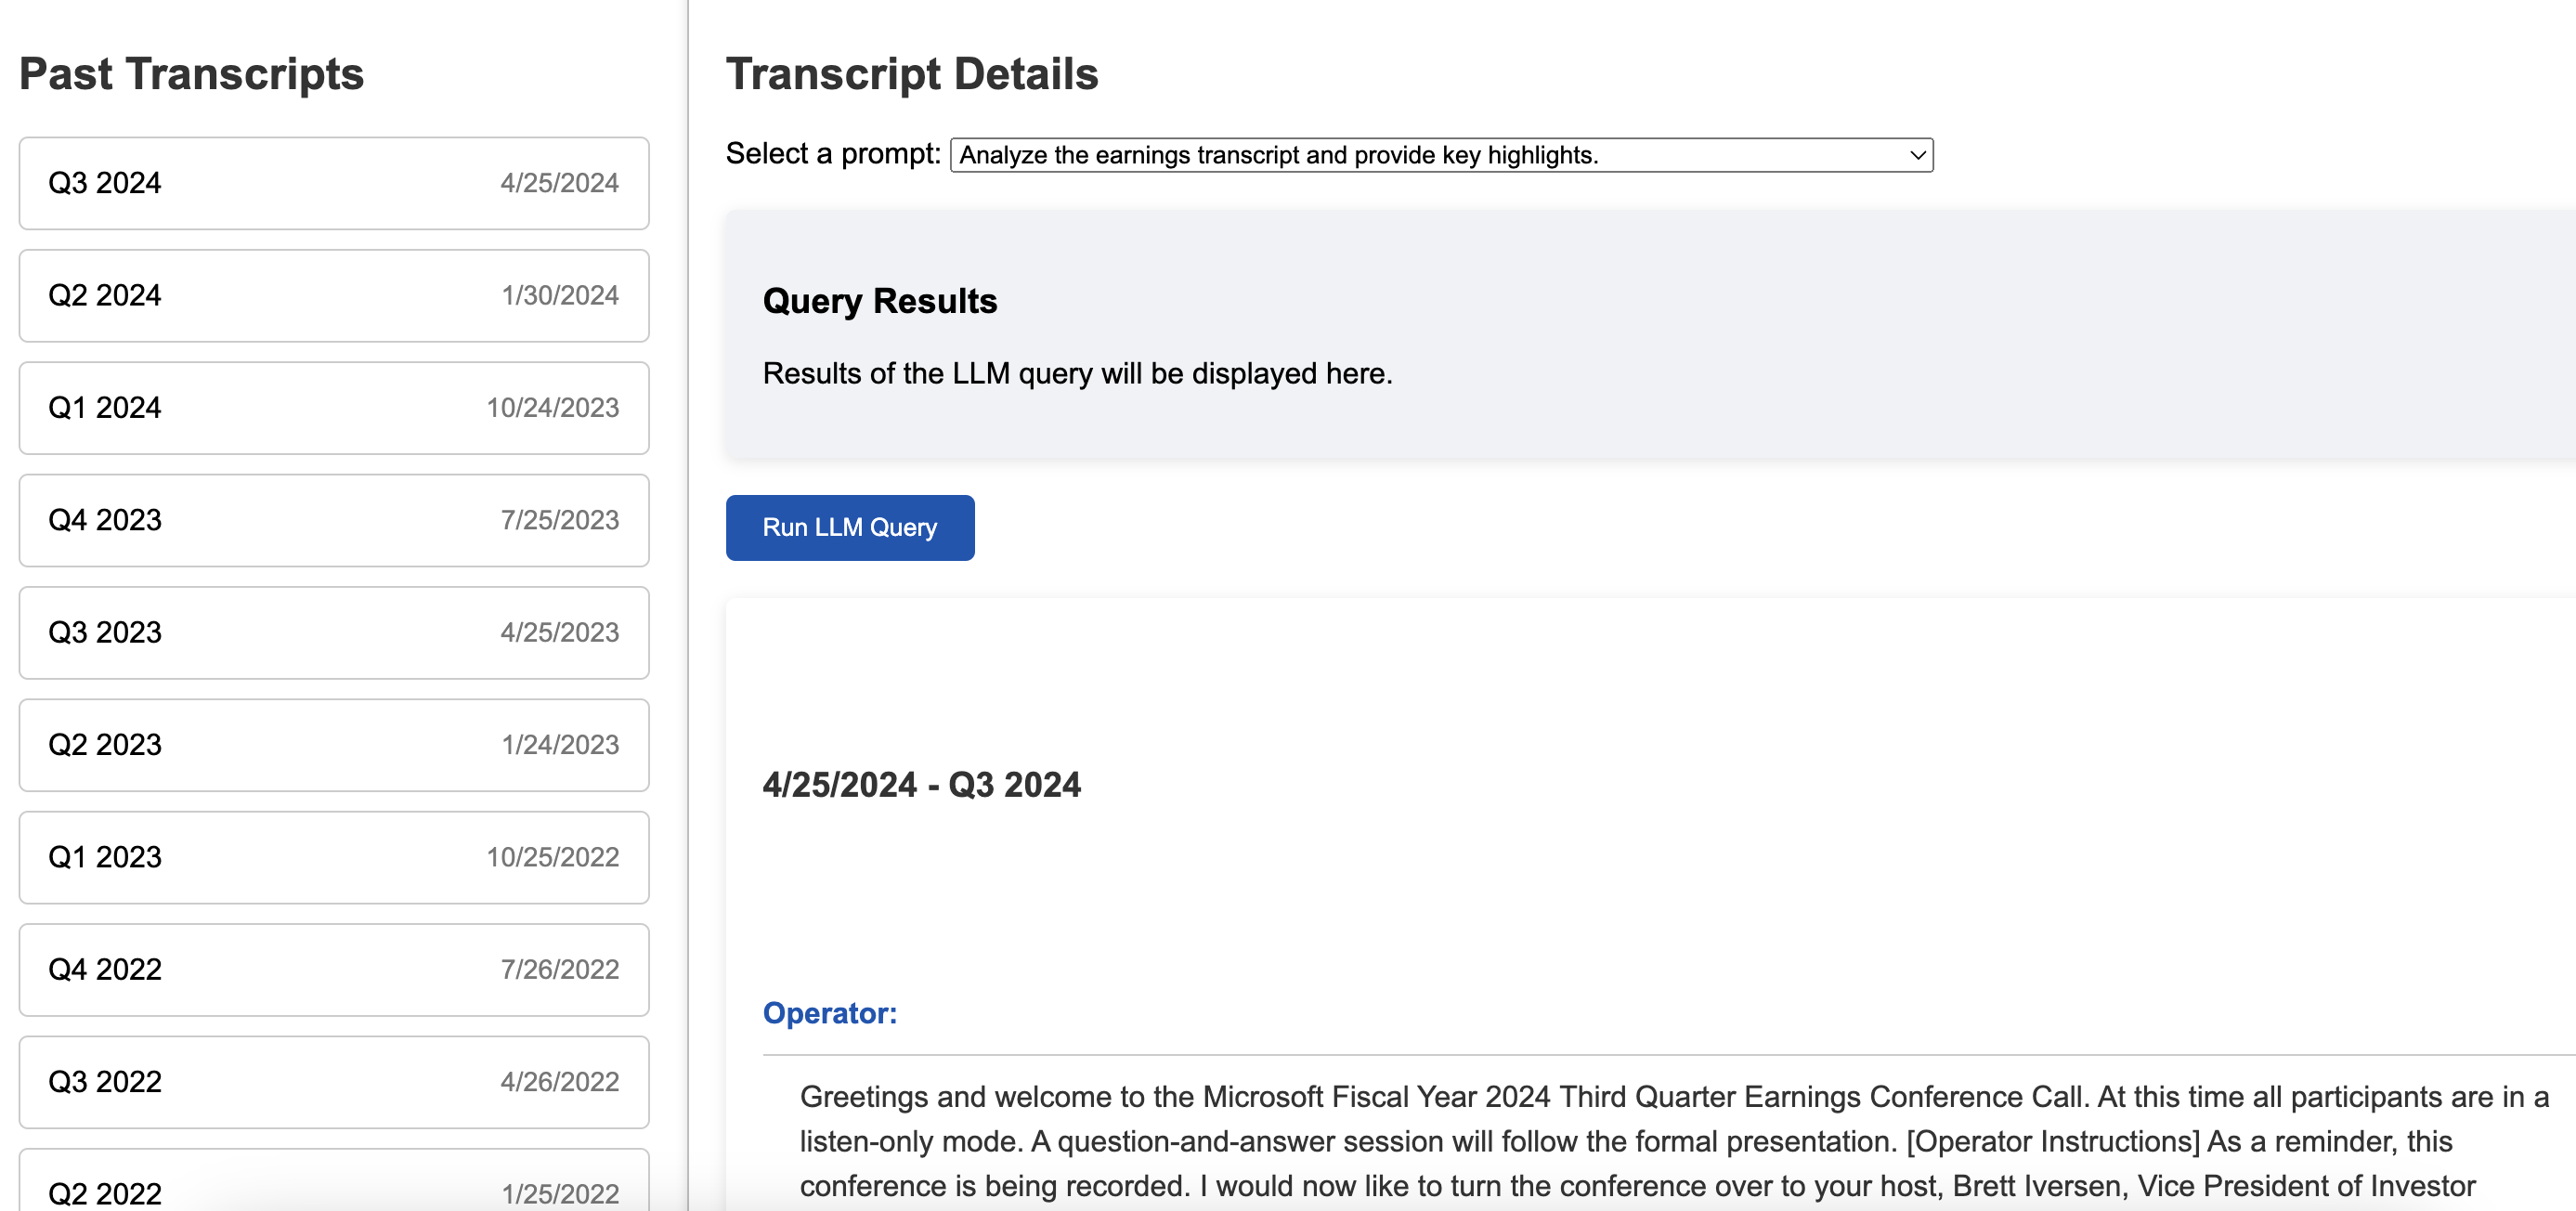 Past Transcripts
Q3 2024 4/25/2024
Q2 2024 1/30/2024
Q1 2024 10/24/2023
Q4 2023 7/25/2023
Q3 2023 4/25/2023
Q2 2023 1/24/2023
Q1 2023 10/25/2022
Q4 2022 7/26/2022
Q3 2022 4/26/2022
Q2 2022 1/25/2022
Transcript Details
Select a prompt: Analyze the earnings transcript and provide key highlights.
Query Results
Results of the LLM query will be displayed here.
Run LLM Query
4/25/2024 - Q3 2024
Operator:
Greetings and welcome to the Microsoft Fiscal Year 2024 Third Quarter Earnings Conference Call. At this time all participants are in a
listen-only mode. A question-and-answer session will follow the formal presentation. [Operator Instructions] As a reminder, this
conference is being recorded. I would now like to turn the conference over to your host, Brett Iversen, Vice President of Investor